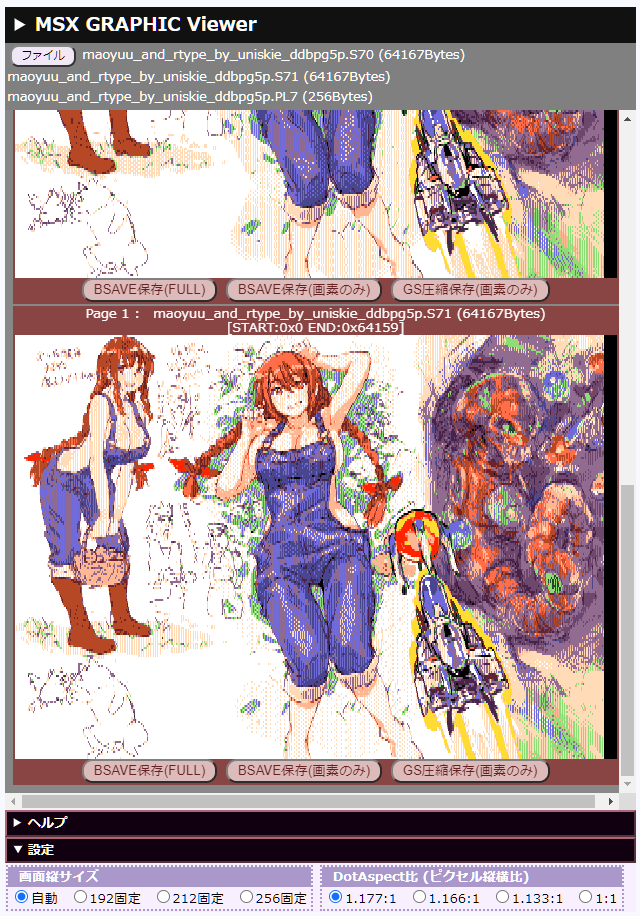 ▶ MSX GRAPHIC Viewer
ファイル maoyuu_and_rtype_by_uniskie_ddbpg5p.S70 (64167Bytes)
maoyuu_and_rtype_by_uniskie_ddbpg5p.S71 (64167Bytes)
maoyuu_and_rtype_by_uniskie_ddbpg5p.PL7 (256Bytes)
BSAVE保存(FULL) BSAVE保存(画素のみ) GS圧縮保存(画素のみ)
Page 1 : maoyuu_and_rtype_by_uniskie_ddbpg5p.S71 (64167Bytes)
[START:0x0 END:0x64159]
BSAVE保存(FULL) BSAVE保存(画素のみ) GS圧縮保存(画素のみ)
▶ ヘルプ
▼ 設定
画面縦サイズ
自動 192固定 212固定 256固定
DotAspect比 (ピクセル縦横比)
1.177:1 1.166:1 1.133:1 1:1